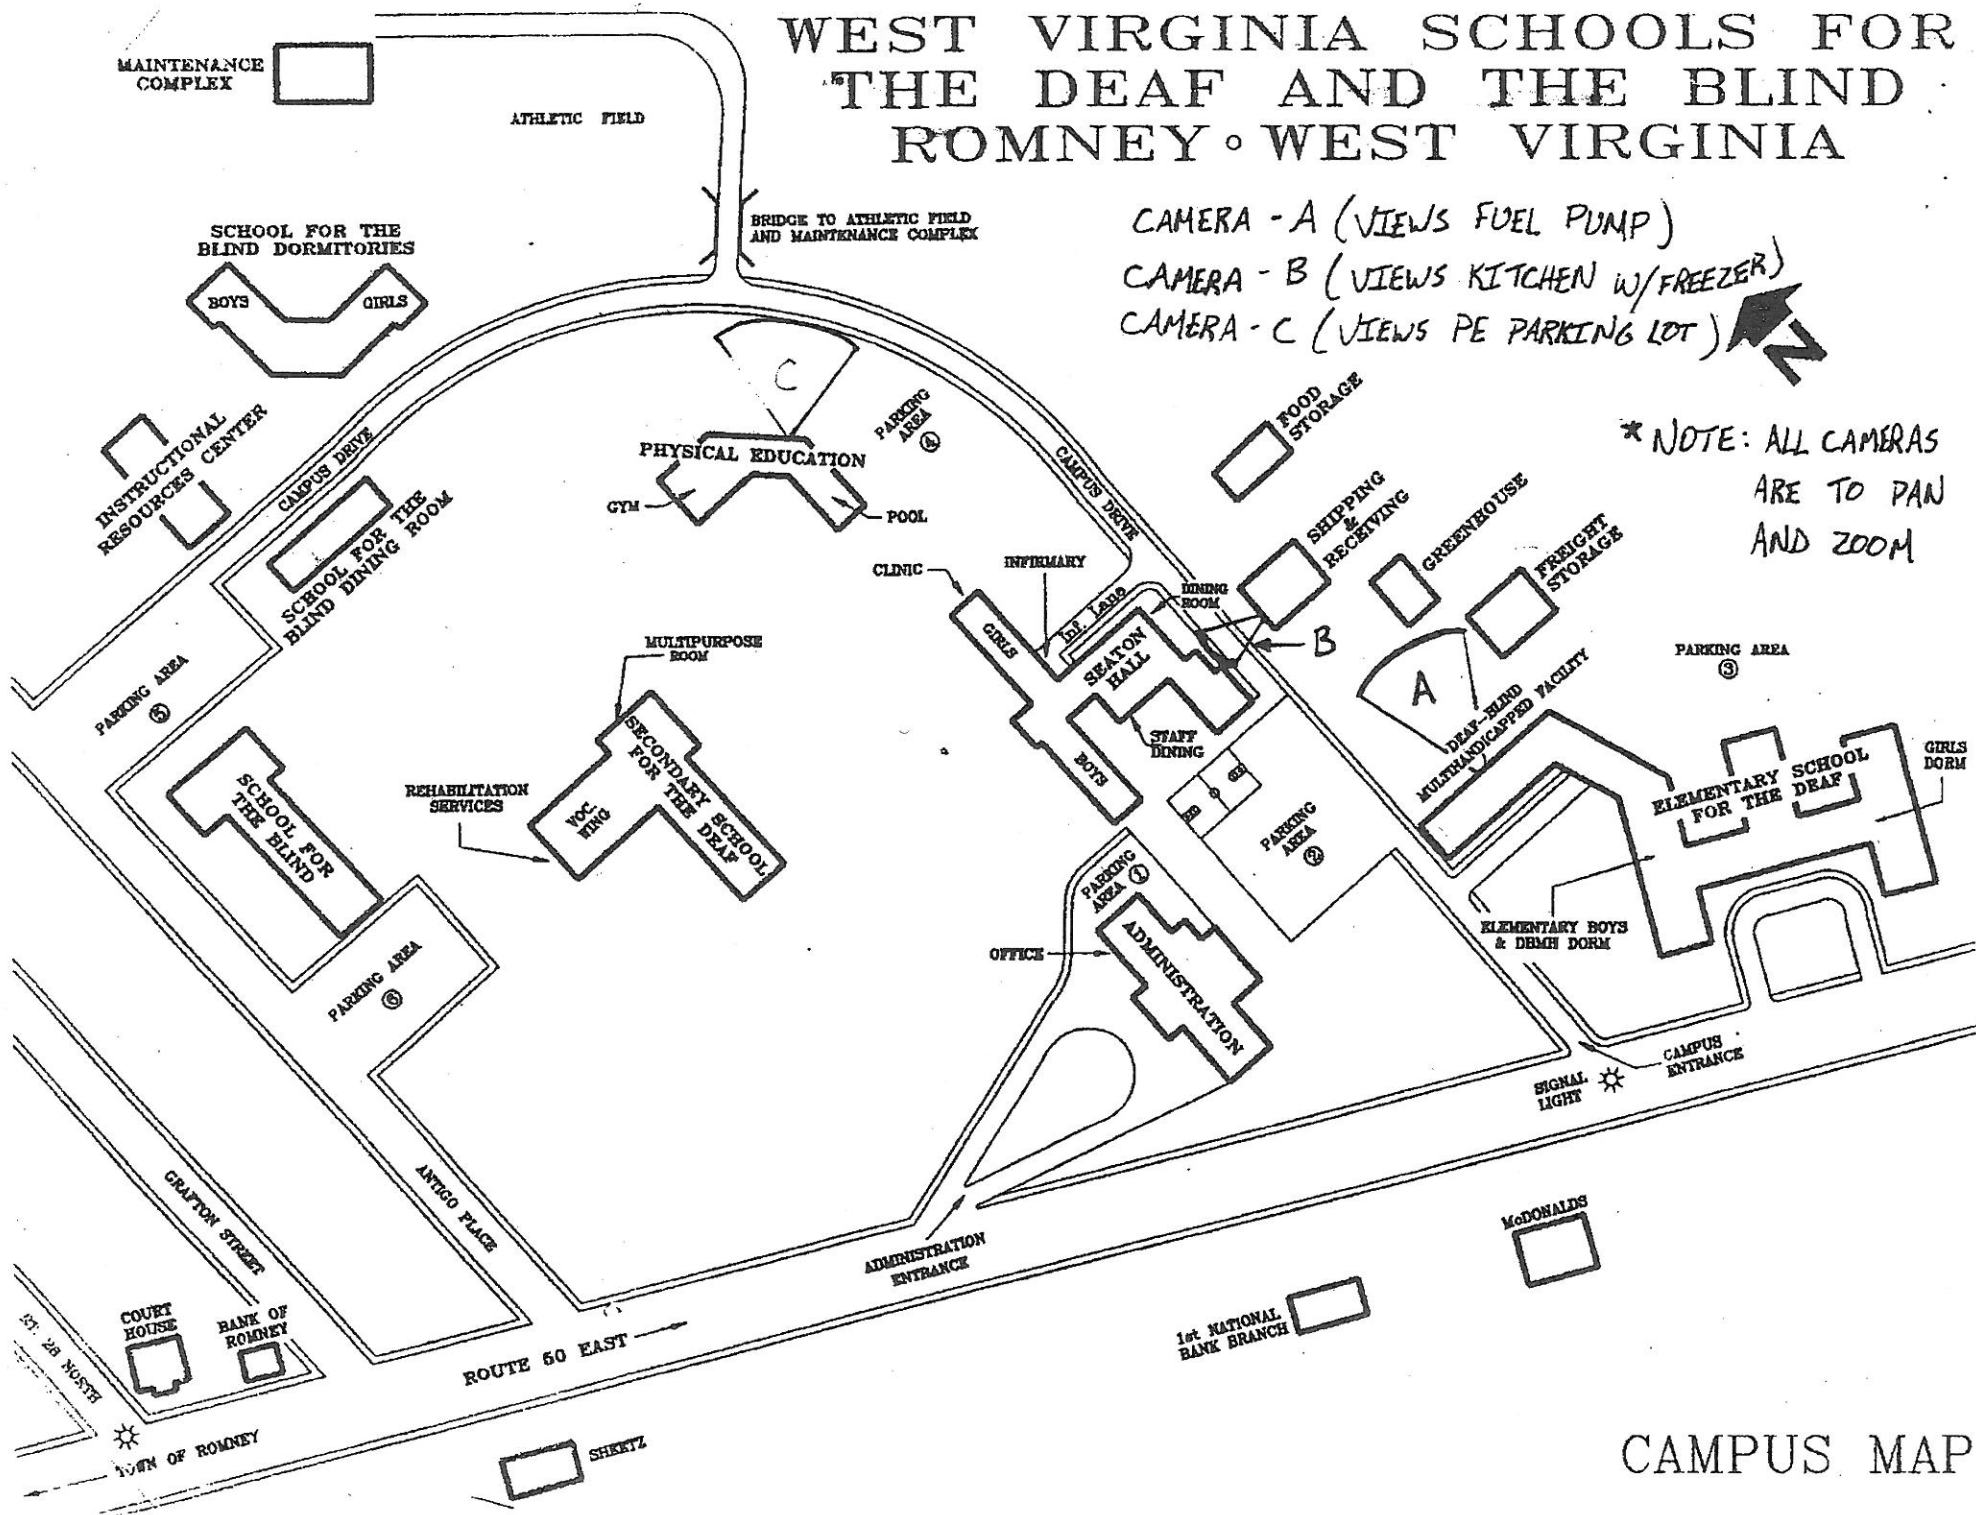 WEST VIRGINIA SCHOOLS FOR
THE DEAF AND THE BLIND
ROMNEY ∘ WEST VIRGINIA
MAINTENANCE
COMPLEX
ATHLETIC FIELD
BRIDGE TO ATHLETIC FIELD
AND MAINTENANCE COMPLEX
CAMERA - A (VIEWS FUEL PUMP)
CAMERA - B (VIEWS KITCHEN W/FREEZER)
CAMERA - C (VIEWS PE PARKING LOT)
N
* NOTE: ALL CAMERAS
ARE TO PAN
AND ZOOM
SCHOOL FOR THE
BLIND DORMITORIES
BOYS
GIRLS
INSTRUCTIONAL
RESOURCES CENTER
CAMPUS DRIVE
SCHOOL FOR THE
BLIND DINING ROOM
C
PARKING
AREA
④
PHYSICAL EDUCATION
GYM
POOL
CAMPUS DRIVE
FOOD
STORAGE
SHIPPING
&
RECEIVING
GREENHOUSE
FREIGHT
STORAGE
CLINIC
INFIRMARY
Inf. Lane
DINING
ROOM
GIRLS
SEATON
HALL
B
A
PARKING AREA
③
STAFF
DINING
BOYS
DEAF-BLIND
MULTIHANDICAPPED FACILITY
ELEMENTARY SCHOOL
FOR THE DEAF
GIRLS
DORM
ELEMENTARY BOYS
& DBMH DORM
MULTIPURPOSE
ROOM
PARKING AREA
⑤
SCHOOL FOR
THE BLIND
REHABILITATION
SERVICES
VOC.
WING
SECONDARY SCHOOL
FOR THE DEAF
PARKING
AREA
②
PARKING
AREA ①
PARKING AREA
⑥
OFFICE
ADMINISTRATION
CAMPUS
ENTRANCE
SIGNAL
LIGHT
GRAFTON STREET
ANTIGO PLACE
ADMINISTRATION
ENTRANCE
McDONALDS
1st NATIONAL
BANK BRANCH
COURT
HOUSE
BANK OF
ROMNEY
RT. 28 NORTH
ROUTE 50 EAST
TOWN OF ROMNEY
SHEETZ
CAMPUS MAP